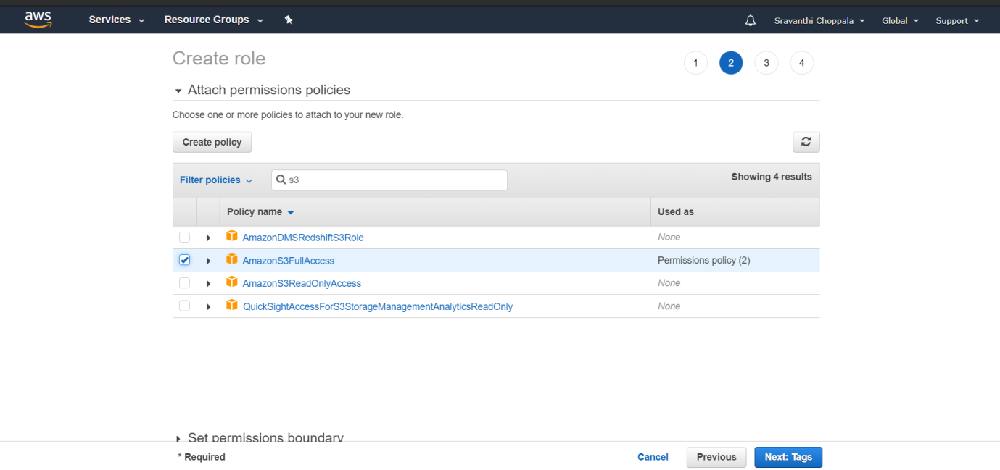 aws Services Resource Groups Sravanthi Choppala Global Support
Create role 1 2 3 4
Attach permissions policies
Choose one or more policies to attach to your new role.
Create policy
Filter policies s3 Showing 4 results
Policy name Used as
AmazonDMSRedshiftS3Role None
AmazonS3FullAccess Permissions policy (2)
AmazonS3ReadOnlyAccess None
QuickSightAccessForS3StorageManagementAnalyticsReadOnly None
Set permissions boundary
* Required Cancel Previous Next: Tags